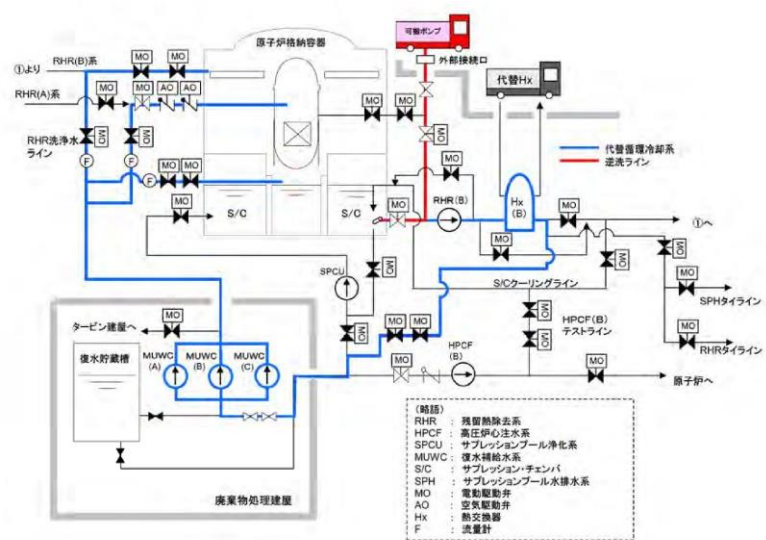 可搬ポンプ
原子炉格納容器
外部接続口
代替Hx
MO
MO
RHR(B)系
①より
RHR(A)系
MO
MO
AO
AO
MO
MO
MO
代替循環冷却系
逆洗ライン
RHR洗浄水
ライン
MO
MO
F
F
F
MO
MO
MO
MO
S/C
S/C
MO
RHR(B)
Hx
(B)
MO
①へ
MO
MO
MO
SPCU
MO
S/Cクーリングライン
MO
SPHタイライン
MO
MO
MO
HPCF(B)
テストライン
MO
MO
RHRタイライン
タービン建屋へ
MO
復水貯蔵槽
MUWC
(A)
MUWC
(B)
MUWC
(C)
MO
MO
HPCF
(B)
MO
原子炉へ
廃棄物処理建屋
(略語)
RHR : 残留熱除去系
HPCF : 高圧炉心注水系
SPCU : サプレッションプール浄化系
MUWC : 復水補給水系
S/C : サプレッション・チェンバ
SPH : サプレッションプール水排水系
MO : 電動駆動弁
AO : 空気駆動弁
Hx : 熱交換器
F : 流量計